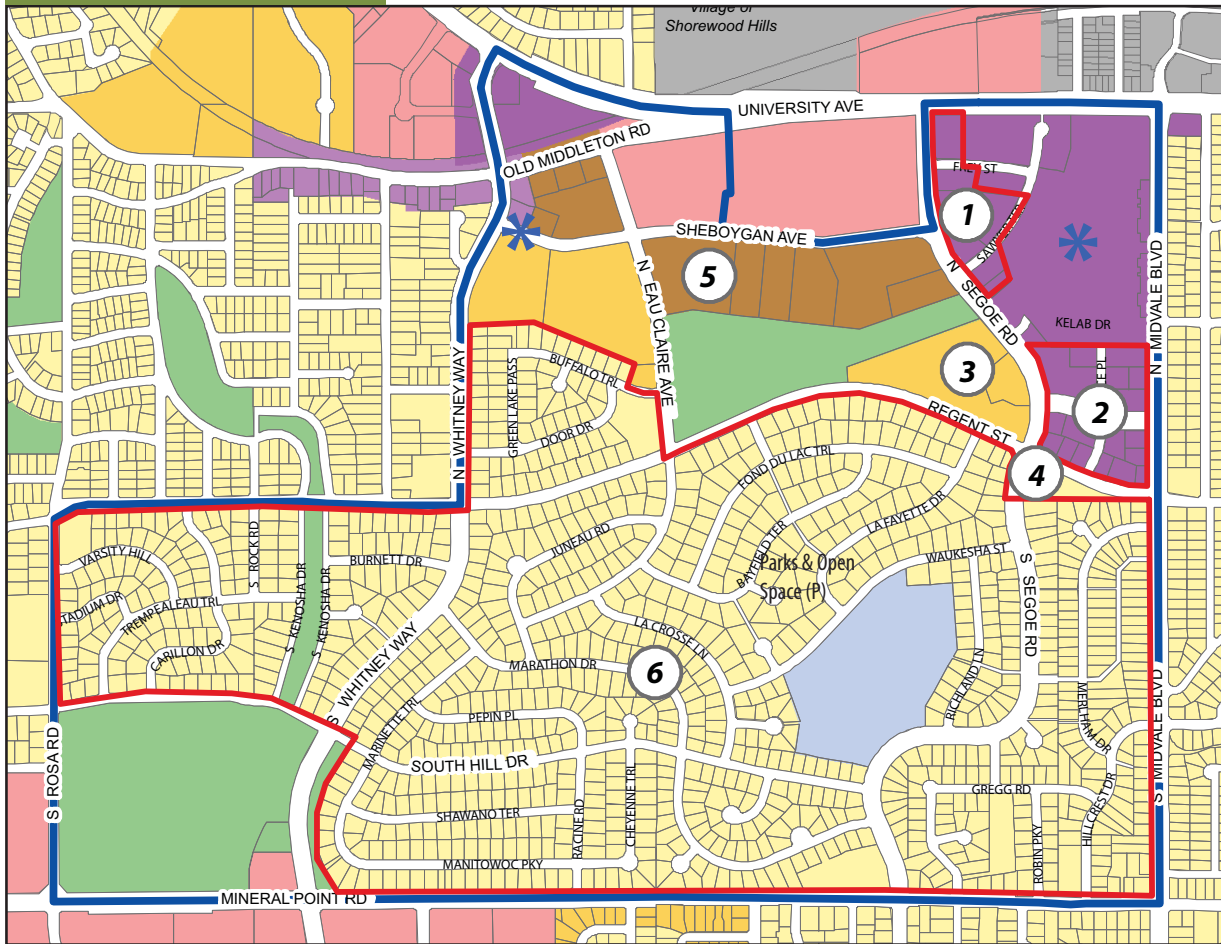 Village of
Shorewood Hills
UNIVERSITY AVE
OLD MIDDLETON RD
FREY ST
1
SAWYER TER
SHEBOYGAN AVE
5
N EAU CLAIRE AVE
N SEGOE RD
KELAB DR
N MIDVALE BLVD
N WHITNEY WAY
GREEN LAKE PASS
BUFFALO TRL
DOOR DR
3
2
E PL
REGENT ST
4
FOND DU LAC TRL
LA FAYETTE DR
BAYFIELD TER
JUNEAU RD
WAUKESHA ST
Parks & Open
Space (P)
VARSITY HILL
S ROCK RD
BURNETT DR
S KENOSHA DR
S KENOSHA DR
TADIUM DR
TREMPEALEAU TRL
CARILLON DR
S SEGOE RD
LA CROSSE LN
MARATHON DR
6
S WHITNEY WAY
RICHLAND LN
MERLHAM DR
MARINETTE TRL
PEPIN PL
SOUTH HILL DR
S ROSA RD
S MIDVALE BLVD
SHAWANO TER
RACINE RD
CHEYENNE TRL
GREGG RD
HILLCREST DR
ROBIN PKY
MANITOWOC PKY
MINERAL POINT RD